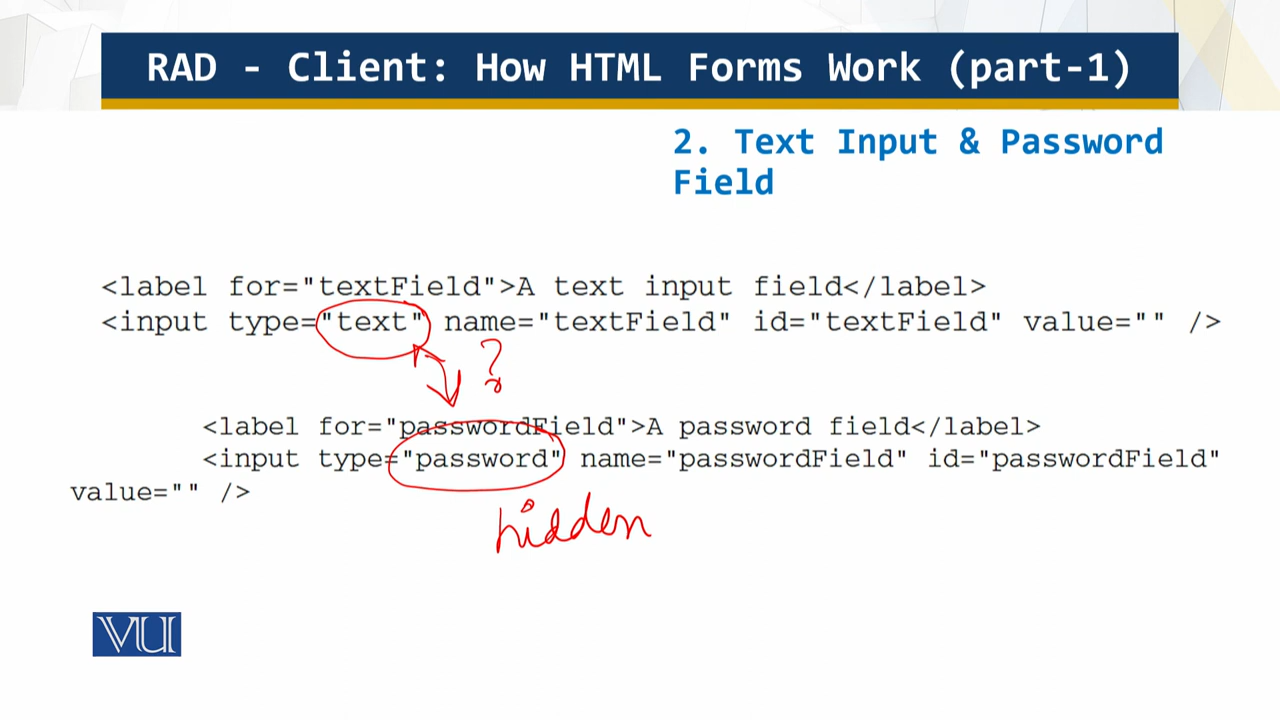 RAD - Client: How HTML Forms Work (part-1)
2. Text Input & Password
Field
<label for="textField">A text input field</label>
<input type="text" name="textField" id="textField" value="" />
?
<label for="passwordField">A password field</label>
<input type="password" name="passwordField" id="passwordField"
value="" />
hidden
VU